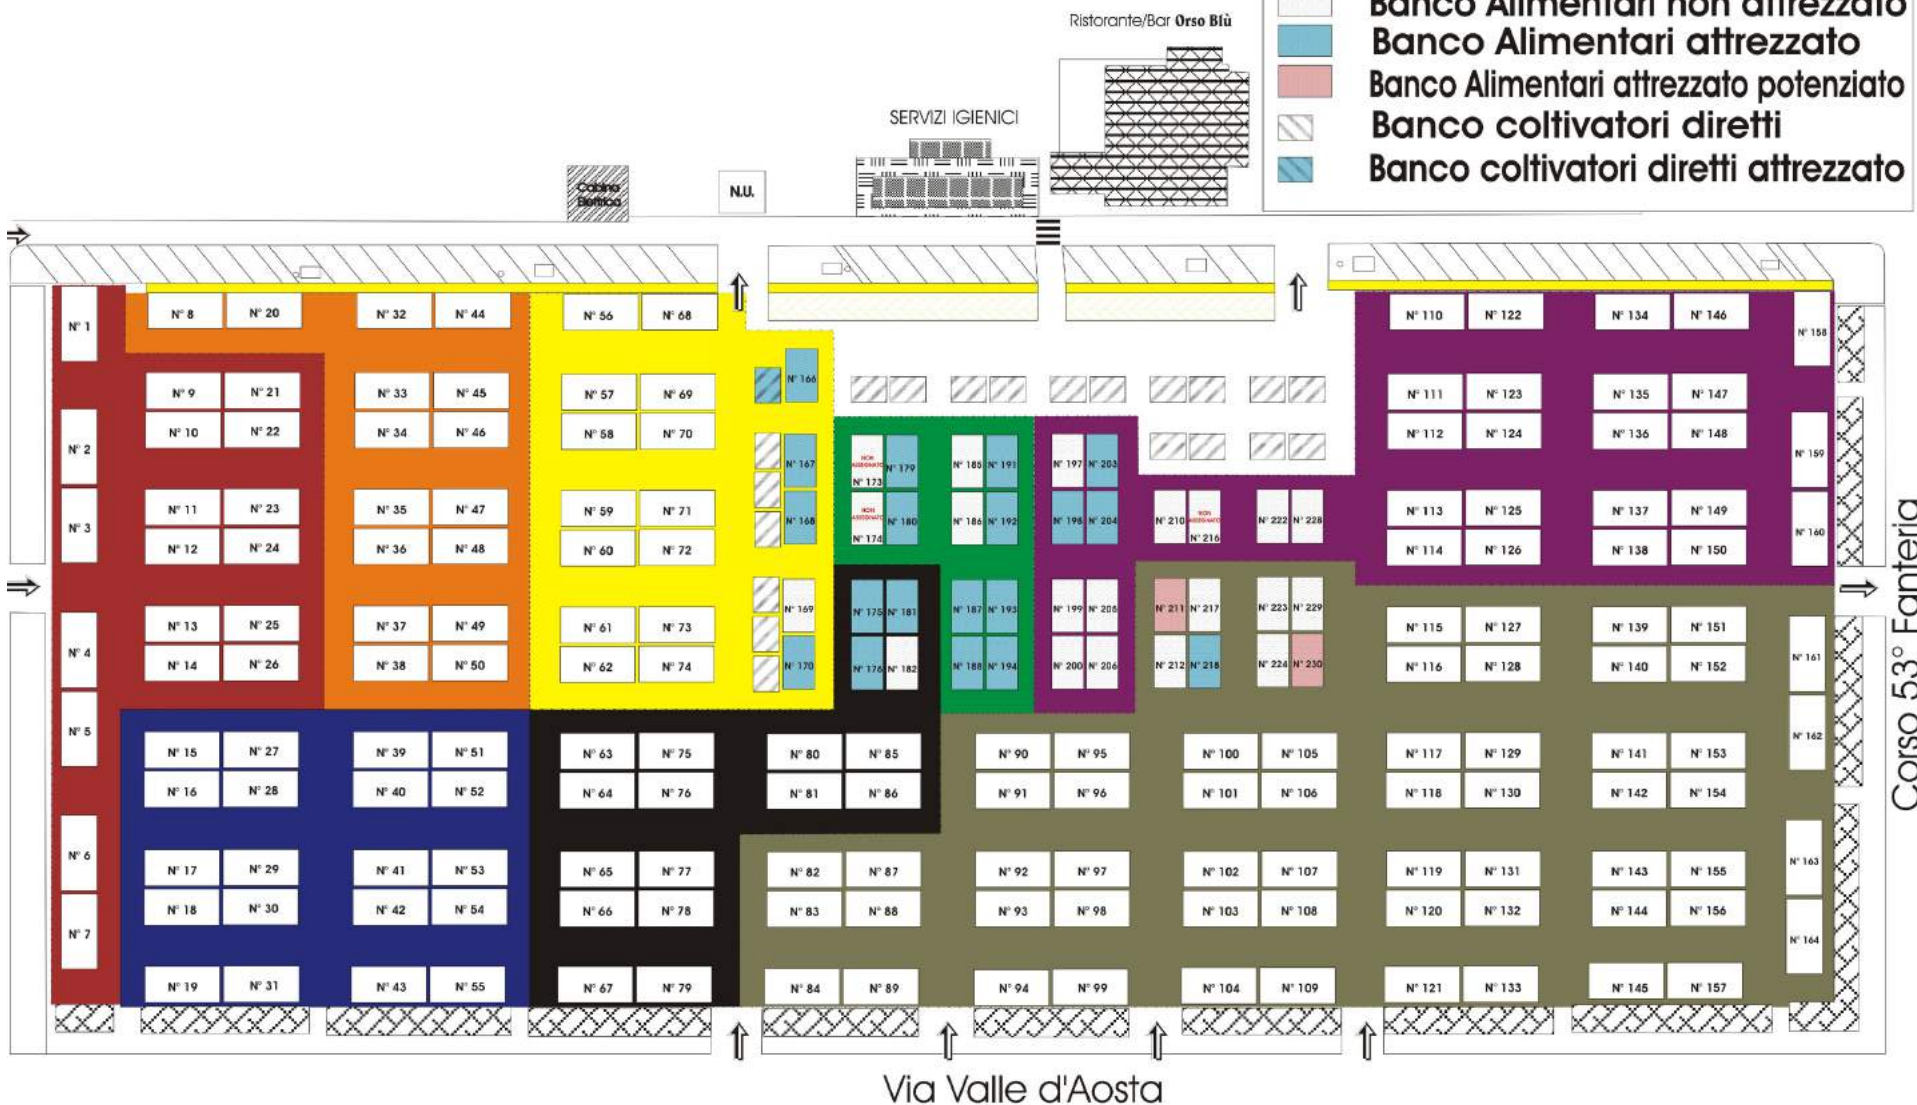 Banco Alimentari non attrezzato
Ristorante/Bar Orso Blù
Banco Alimentari attrezzato
Banco Alimentari attrezzato potenziato
SERVIZI IGIENICI
Banco coltivatori diretti
Banco coltivatori diretti attrezzato
Cabina
Elettrica
N.U.
N° 1
N° 8 N° 20 N° 32 N° 44 N° 56 N° 68 N° 110 N° 122 N° 134 N° 146 N° 158
N° 9 N° 21 N° 33 N° 45 N° 57 N° 69 N° 166 N° 111 N° 123 N° 135 N° 147
N° 2 N° 10 N° 22 N° 34 N° 46 N° 58 N° 70 N° 112 N° 124 N° 136 N° 148 N° 159
N° 167 NON ASSEGNATO N° 173 N° 179 N° 185 N° 191 N° 197 N° 203
N° 3 N° 11 N° 23 N° 35 N° 47 N° 59 N° 71 N° 113 N° 125 N° 137 N° 149 N° 160
N° 168 NON ASSEGNATO N° 174 N° 180 N° 186 N° 192 N° 198 N° 204 N° 210 NON ASSEGNATO N° 216 N° 222 N° 228
N° 12 N° 24 N° 36 N° 48 N° 60 N° 72 N° 114 N° 126 N° 138 N° 150
N° 169 N° 175 N° 181 N° 187 N° 193 N° 199 N° 205 N° 211 N° 217 N° 223 N° 229
N° 4 N° 13 N° 25 N° 37 N° 49 N° 61 N° 73 N° 115 N° 127 N° 139 N° 151 N° 161
N° 14 N° 26 N° 38 N° 50 N° 62 N° 74 N° 170 N° 176 N° 182 N° 188 N° 194 N° 200 N° 206 N° 212 N° 218 N° 224 N° 230 N° 116 N° 128 N° 140 N° 152
Corso 53° Fanteria
N° 5 N° 15 N° 27 N° 39 N° 51 N° 63 N° 75 N° 80 N° 85 N° 90 N° 95 N° 100 N° 105 N° 117 N° 129 N° 141 N° 153 N° 162
N° 16 N° 28 N° 40 N° 52 N° 64 N° 76 N° 81 N° 86 N° 91 N° 96 N° 101 N° 106 N° 118 N° 130 N° 142 N° 154
N° 6 N° 17 N° 29 N° 41 N° 53 N° 65 N° 77 N° 82 N° 87 N° 92 N° 97 N° 102 N° 107 N° 119 N° 131 N° 143 N° 155 N° 163
N° 7 N° 18 N° 30 N° 42 N° 54 N° 66 N° 78 N° 83 N° 88 N° 93 N° 98 N° 103 N° 108 N° 120 N° 132 N° 144 N° 156 N° 164
N° 19 N° 31 N° 43 N° 55 N° 67 N° 79 N° 84 N° 89 N° 94 N° 99 N° 104 N° 109 N° 121 N° 133 N° 145 N° 157
Via Valle d'Aosta